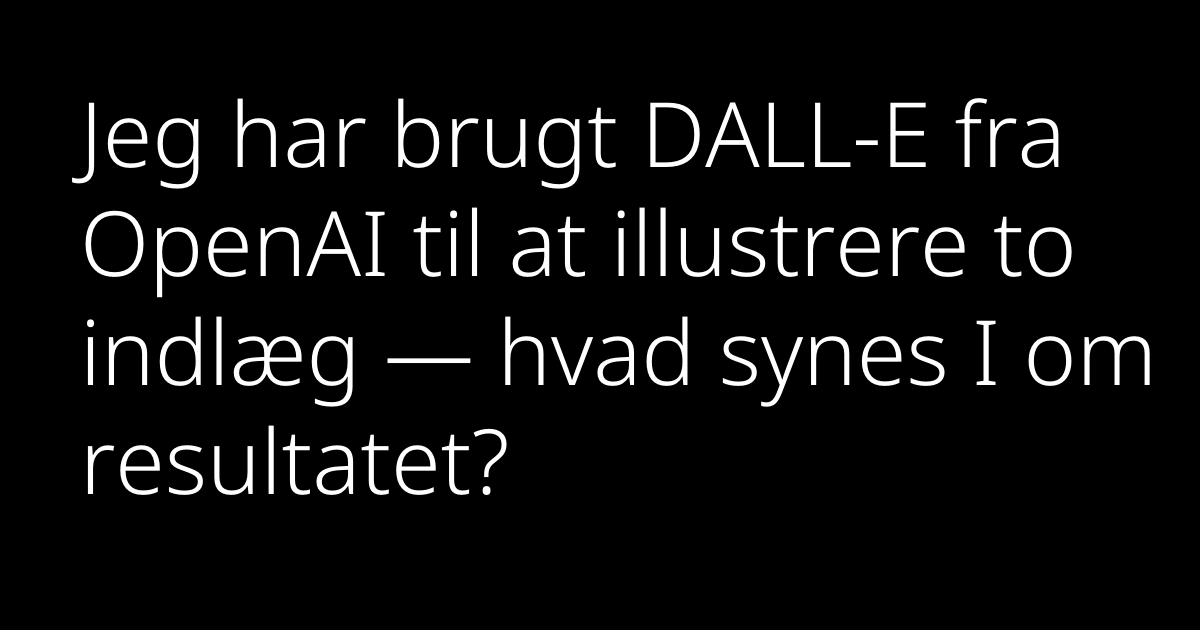 Jeg har brugt DALL-E fra
OpenAI til at illustrere to
indlæg — hvad synes I om
resultatet?